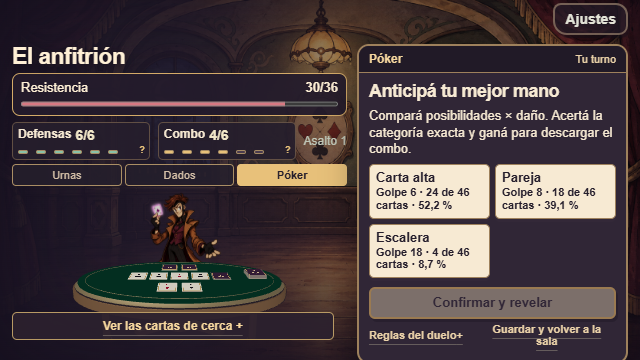 Ajustes
El anfitrión
Resistencia 30/36
Defensas 6/6 ?
Combo 4/6 ?
Asalto 1
Urnas
Dados
Póker
Ver las cartas de cerca +
Póker
Tu turno
Anticipá tu mejor mano
Compará posibilidades × daño. Acertá la
categoría exacta y ganá para descargar el
combo.
Carta alta
Golpe 6 · 24 de 46
cartas · 52,2 %
Pareja
Golpe 8 · 18 de 46
cartas · 39,1 %
Escalera
Golpe 18 · 4 de 46
cartas · 8,7 %
Confirmar y revelar
Reglas del duelo+
Guardar y volver a la
sala